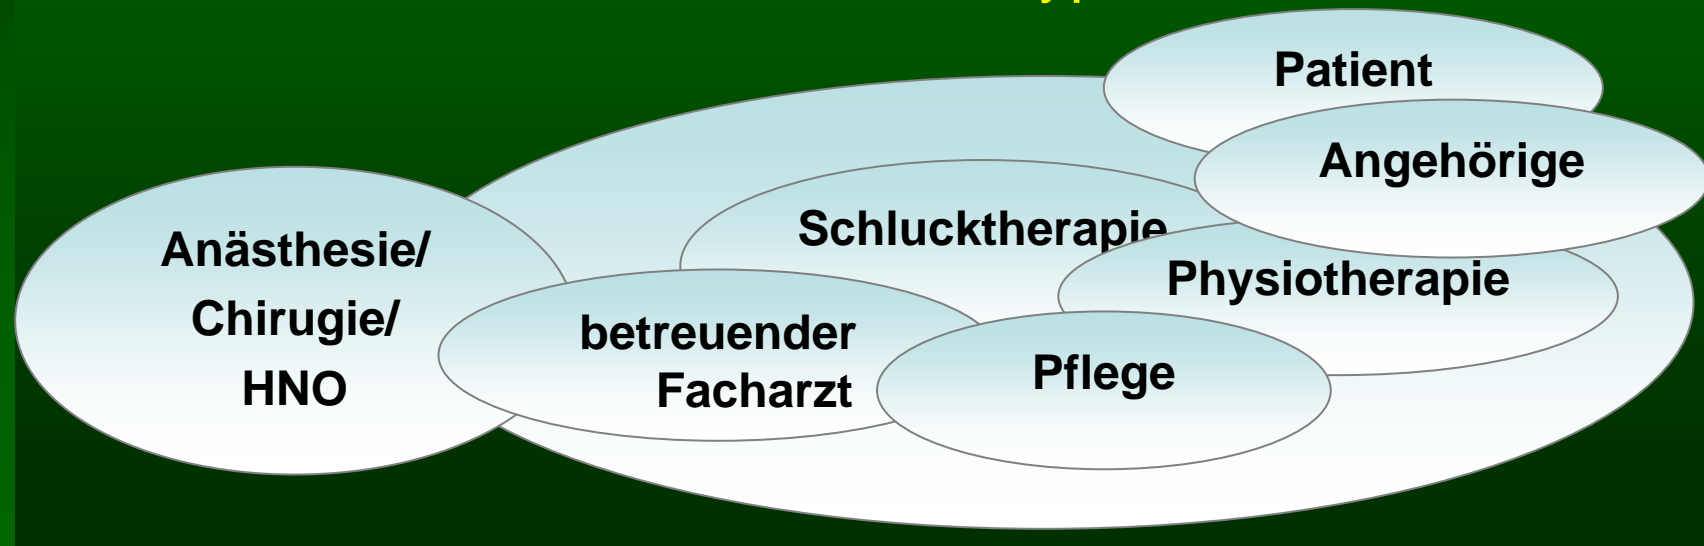 Patient
Angehörige
Schlucktherapie
Physiotherapie
Anästhesie/
Chirugie/
HNO
betreuender
Facharzt
Pflege